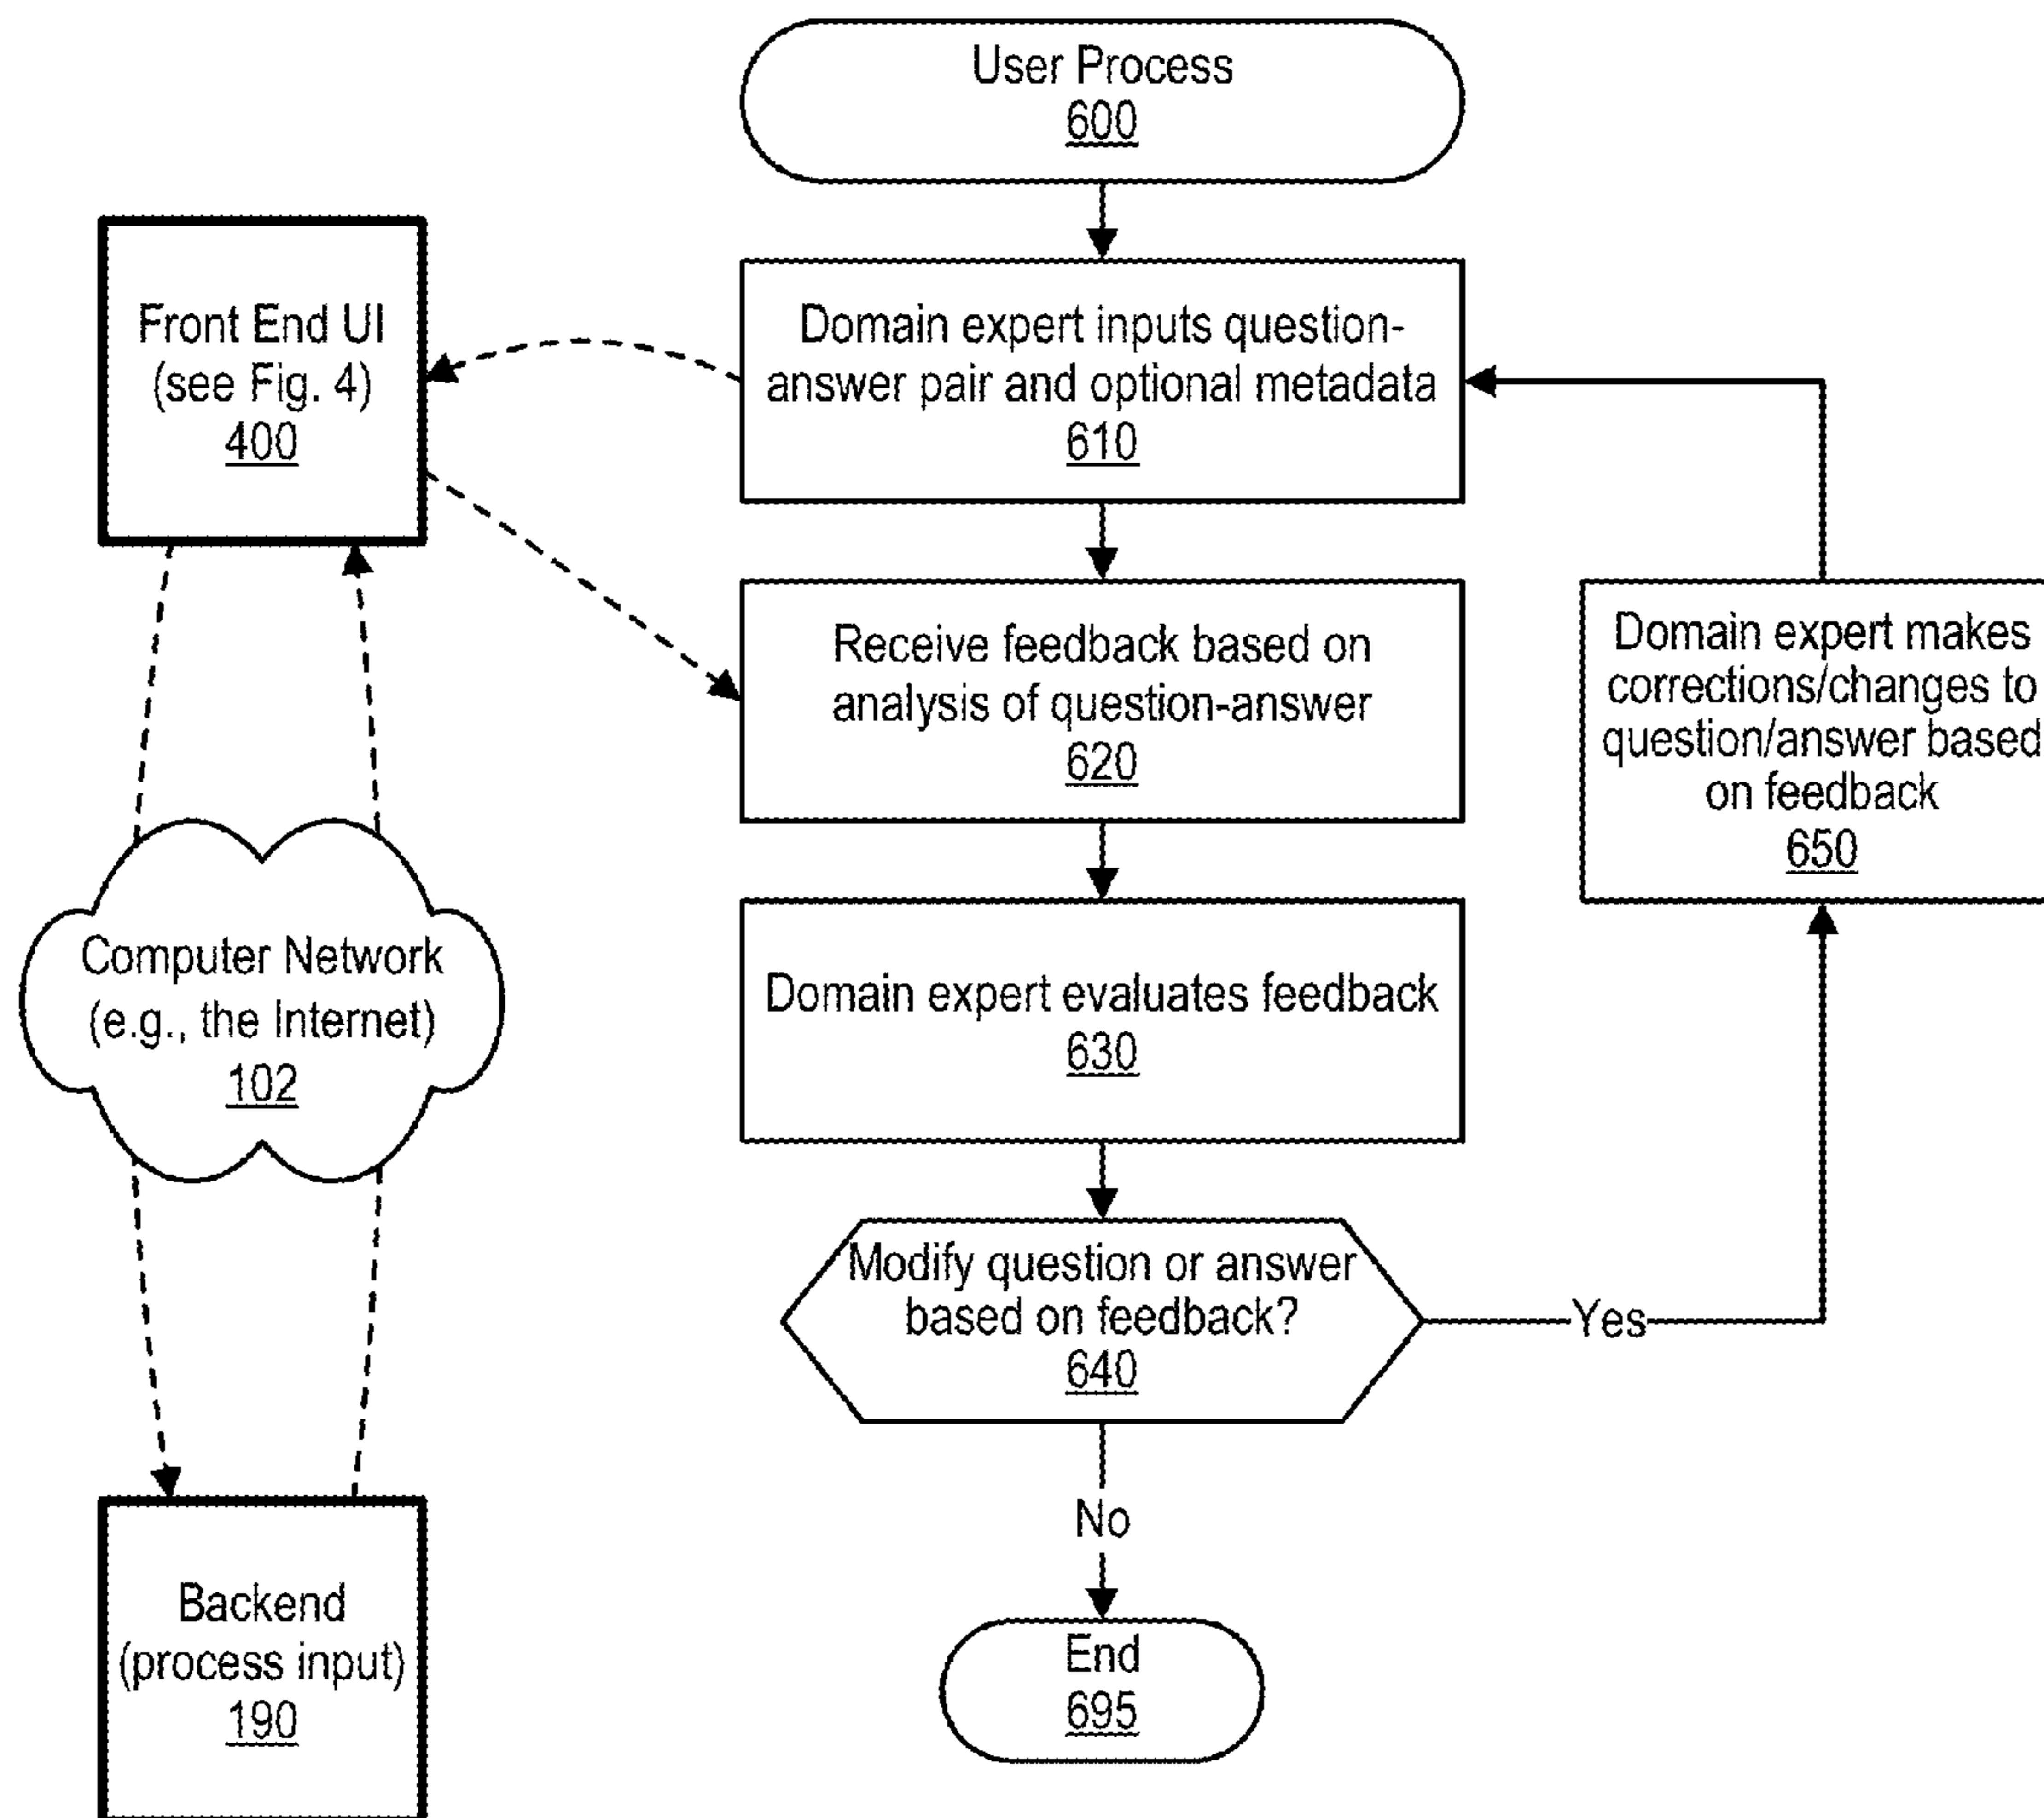 User Process
600
Front End UI
(see Fig. 4)
400
Domain expert inputs question-
answer pair and optional metadata
610
Receive feedback based on
analysis of question-answer
620
Domain expert makes
corrections/changes to
question/answer based
on feedback
650
Computer Network
(e.g., the Internet)
102
Domain expert evaluates feedback
630
Modify question or answer
based on feedback?
640
Yes
No
Backend
(process input)
190
End
695